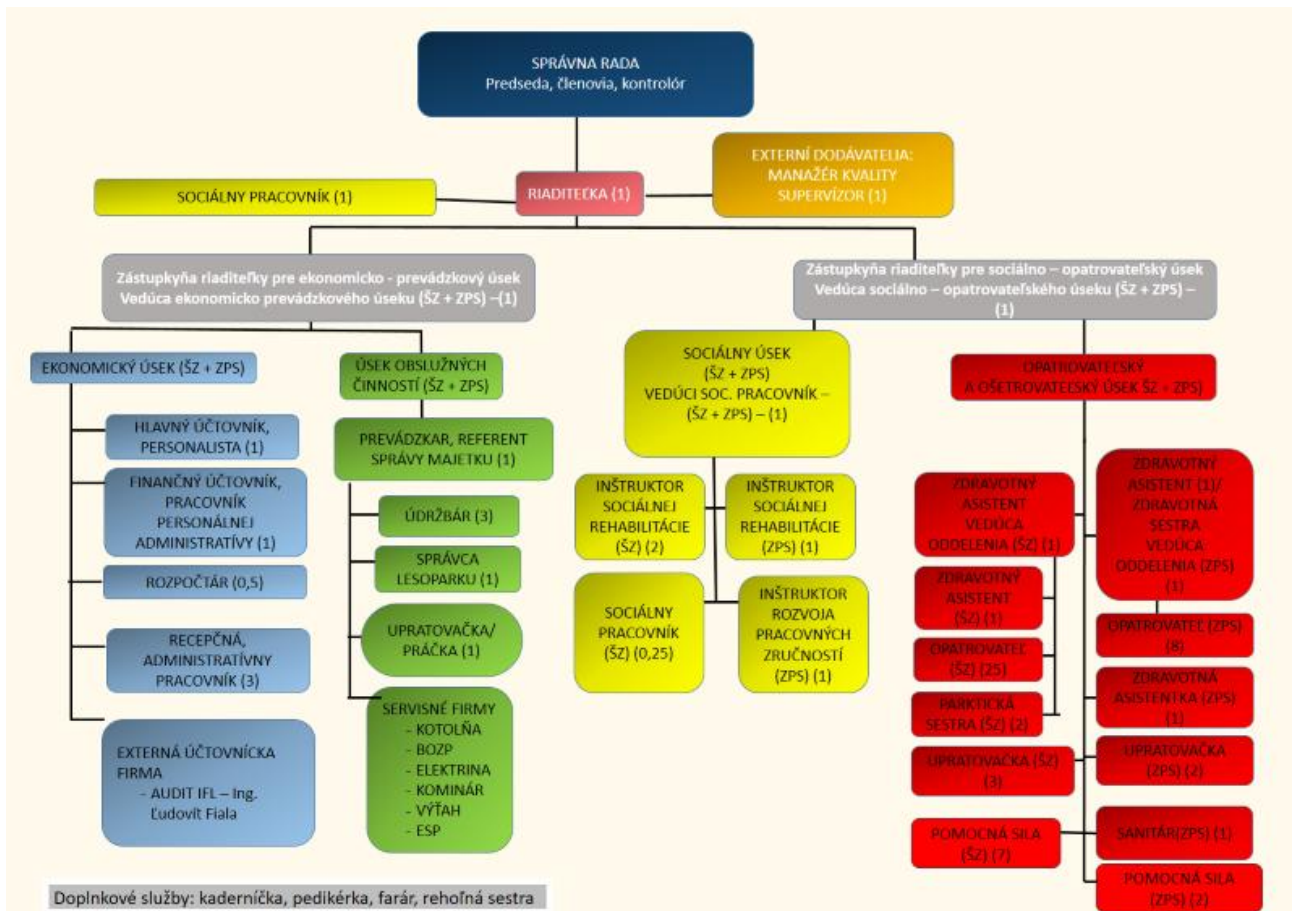 SPRÁVNA RADA
Predseda, členovia, kontrolór
EXTERNÍ DODÁVATELIA:
MANAŽÉR KVALITY
SUPERVÍZOR (1)
SOCIÁLNY PRACOVNÍK (1)
RIADITEĽKA (1)
Zástupkyňa riaditeľky pre ekonomicko - prevádzkový úsek
Vedúca ekonomicko prevádzkového úseku (ŠZ + ZPS) –(1)
Zástupkyňa riaditeľky pre sociálno – opatrovateľský úsek
Vedúca sociálno – opatrovateľského úseku (ŠZ + ZPS) –
(1)
EKONOMICKÝ ÚSEK (ŠZ + ZPS)
HLAVNÝ ÚČTOVNÍK,
PERSONALISTA (1)
FINANČNÝ ÚČTOVNÍK,
PRACOVNÍK
PERSONÁLNEJ
ADMINISTRATÍVY (1)
ROZPOČTÁR (0,5)
RECEPČNÁ,
ADMINISTRATÍVNY
PRACOVNÍK (3)
EXTERNÁ ÚČTOVNÍCKA
FIRMA
- AUDIT IFL – Ing.
Ľudovít Fiala
ÚSEK OBSLUŽNÝCH
ČINNOSTÍ (ŠZ + ZPS)
PREVÁDZKAR, REFERENT
SPRÁVY MAJETKU (1)
ÚDRŽBÁR (3)
SPRÁVCA
LESOPARKU (1)
UPRATOVAČKA/
PRÁČKA (1)
SERVISNÉ FIRMY
- KOTOLŇA
- BOZP
- ELEKTRINA
- KOMINÁR
- VÝŤAH
- ESP
SOCIÁLNY ÚSEK
(ŠZ + ZPS)
VEDÚCI SOC. PRACOVNÍK –
(ŠZ + ZPS) – (1)
INŠTRUKTOR
SOCIÁLNEJ
REHABILITÁCIE
(ŠZ) (2)
INŠTRUKTOR
SOCIÁLNEJ
REHABILITÁCIE
(ZPS) (1)
SOCIÁLNY
PRACOVNÍK
(ŠZ) (0,25)
INŠTRUKTOR
ROZVOJA
PRACOVNÝCH
ZRUČNOSTÍ
(ZPS) (1)
OPATROVATEĽSKÝ
A OŠETROVATEĽSKÝ ÚSEK ŠZ + ZPS)
ZDRAVOTNÝ
ASISTENT
VEDÚCA
ODDELENIA (ŠZ) (1)
ZDRAVOTNÝ
ASISTENT
(ŠZ) (1)
OPATROVATEĽ
(ŠZ) (25)
PARKTICKÁ
SESTRA (ŠZ) (2)
UPRATOVAČKA (ŠZ)
(3)
POMOCNÁ SILA
(ŠZ) (7)
ZDRAVOTNÝ
ASISTENT (1)/
ZDRAVOTNÁ
SESTRA
VEDÚCA
ODDELENIA (ZPS)
(1)
OPATROVATEĽ (ZPS)
(8)
ZDRAVOTNÁ
ASISTENTKA (ZPS)
(1)
UPRATOVAČKA
(ZPS) (2)
SANITÁR(ZPS) (1)
POMOCNÁ SILA
(ZPS) (2)
Doplnkové služby: kaderníčka, pedikérka, farár, rehoľná sestra